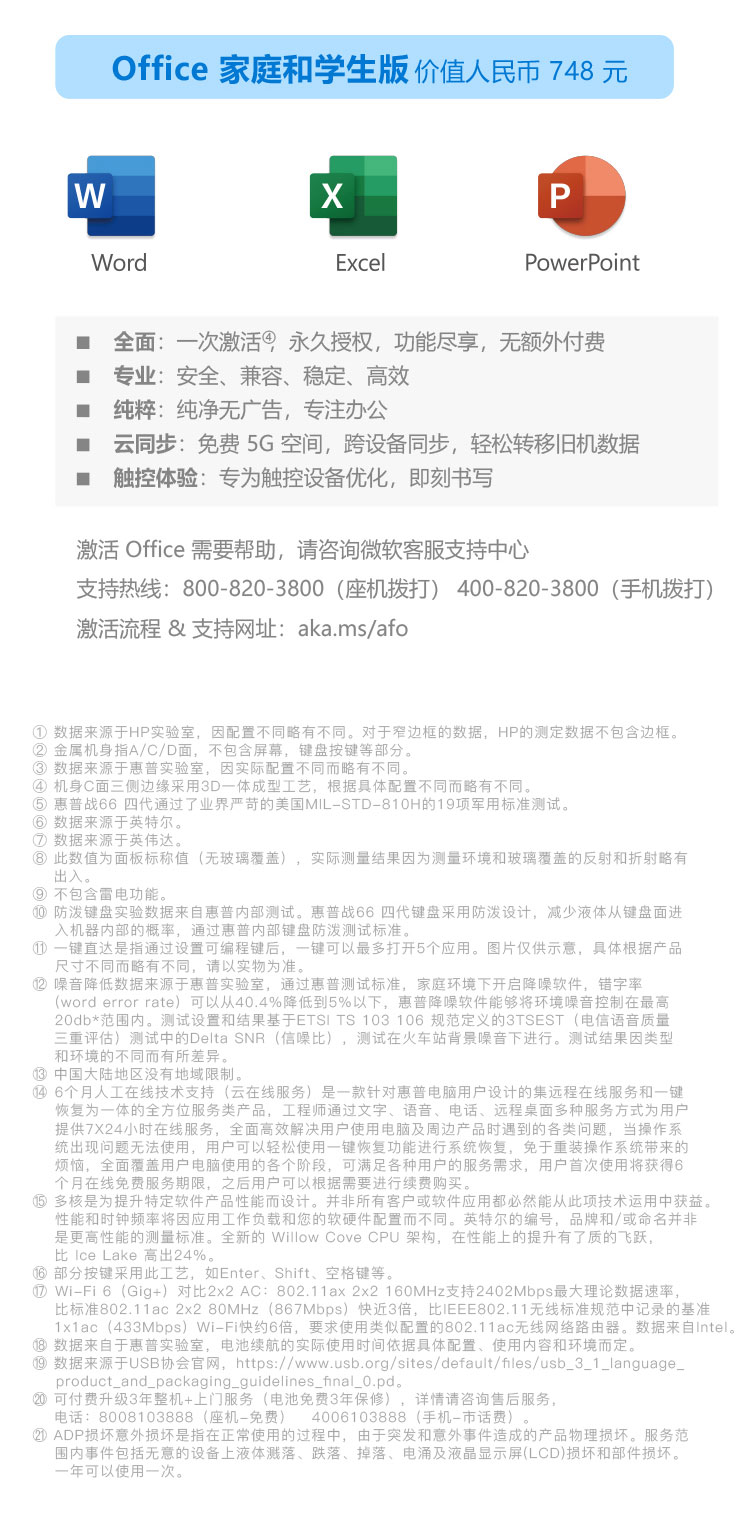 Office 家庭和学生版 价值人民币 748 元
W
X
P
Word
Excel
PowerPoint
■ 全面：一次激活④，永久授权，功能尽享，无额外付费
■ 专业：安全、兼容、稳定、高效
■ 纯粹：纯净无广告，专注办公
■ 云同步：免费 5G 空间，跨设备同步，轻松转移旧机数据
■ 触控体验：专为触控设备优化，即刻书写
激活 Office 需要帮助，请咨询微软客服支持中心
支持热线：800-820-3800（座机拨打） 400-820-3800（手机拨打）
激活流程 & 支持网址：aka.ms/afo
① 数据来源于HP实验室，因配置不同略有不同。对于窄边框的数据，HP的测定数据不包含边框。
② 金属机身指A/C/D面，不包含屏幕，键盘按键等部分。
③ 数据来源于惠普实验室，因实际配置不同而略有不同。
④ 机身C面三侧边缘采用3D一体成型工艺，根据具体配置不同而略有不同。
⑤ 惠普战66 四代通过了业界严苛的美国MIL-STD-810H的19项军用标准测试。
⑥ 数据来源于英特尔。
⑦ 数据来源于英伟达。
⑧ 此数值为面板标称值（无玻璃覆盖），实际测量结果因为测量环境和玻璃覆盖的反射和折射略有
出入。
⑨ 不包含雷电功能。
⑩ 防泼键盘实验数据来自惠普内部测试。惠普战66 四代键盘采用防泼设计，减少液体从键盘面进
入机器内部的概率，通过惠普内部键盘防泼测试标准。
⑪ 一键直达是指通过设置可编程键后，一键可以最多打开5个应用。图片仅供示意，具体根据产品
尺寸不同而略有不同，请以实物为准。
⑫ 噪音降低数据来源于惠普实验室，通过惠普测试标准，家庭环境下开启降噪软件，错字率
(word error rate）可以从40.4%降低到5%以下，惠普降噪软件能够将环境噪音控制在最高
20db*范围内。测试设置和结果基于ETSI TS 103 106 规范定义的3TSEST（电信语音质量
三重评估）测试中的Delta SNR（信噪比），测试在火车站背景噪音下进行。测试结果因类型
和环境的不同而有所差异。
⑬ 中国大陆地区没有地域限制。
⑭ 6个月人工在线技术支持（云在线服务）是一款针对惠普电脑用户设计的集远程在线服务和一键
恢复为一体的全方位服务类产品，工程师通过文字、语音、电话、远程桌面多种服务方式为用户
提供7X24小时在线服务，全面高效解决用户使用电脑及周边产品时遇到的各类问题，当操作系
统出现问题无法使用，用户可以轻松使用一键恢复功能进行系统恢复，免于重装操作系统带来的
烦恼，全面覆盖用户电脑使用的各个阶段，可满足各种用户的服务需求，用户首次使用将获得6
个月在线免费服务期限，之后用户可以根据需要进行续费购买。
⑮ 多核是为提升特定软件产品性能而设计。并非所有客户或软件应用都必然能从此项技术运用中获益。
性能和时钟频率将因应用工作负载和您的软硬件配置而不同。英特尔的编号，品牌和/或命名并非
是更高性能的测量标准。全新的 Willow Cove CPU 架构，在性能上的提升有了质的飞跃，
比 Ice Lake 高出24%。
⑯ 部分按键采用此工艺，如Enter、Shift、空格键等。
⑰ Wi-Fi 6（Gig+）对比2x2 AC：802.11ax 2x2 160MHz支持2402Mbps最大理论数据速率，
比标准802.11ac 2x2 80MHz（867Mbps）快近3倍，比IEEE802.11无线标准规范中记录的基准
1x1ac（433Mbps）Wi-Fi快约6倍，要求使用类似配置的802.11ac无线网络路由器。数据来自Intel。
⑱ 数据来自于惠普实验室，电池续航的实际使用时间依据具体配置、使用内容和环境而定。
⑲ 数据来源于USB协会官网，https://www.usb.org/sites/default/files/usb_3_1_language_
product_and_packaging_guidelines_final_0.pd。
⑳ 可付费升级3年整机+上门服务（电池免费3年保修），详情请咨询售后服务，
电话：8008103888（座机-免费） 4006103888（手机-市话费）。
㉑ ADP损坏意外损坏是指在正常使用的过程中，由于突发和意外事件造成的产品物理损坏。服务范
围内事件包括无意的设备上液体溅落、跌落、掉落、电涌及液晶显示屏(LCD)损坏和部件损坏。
一年可以使用一次。